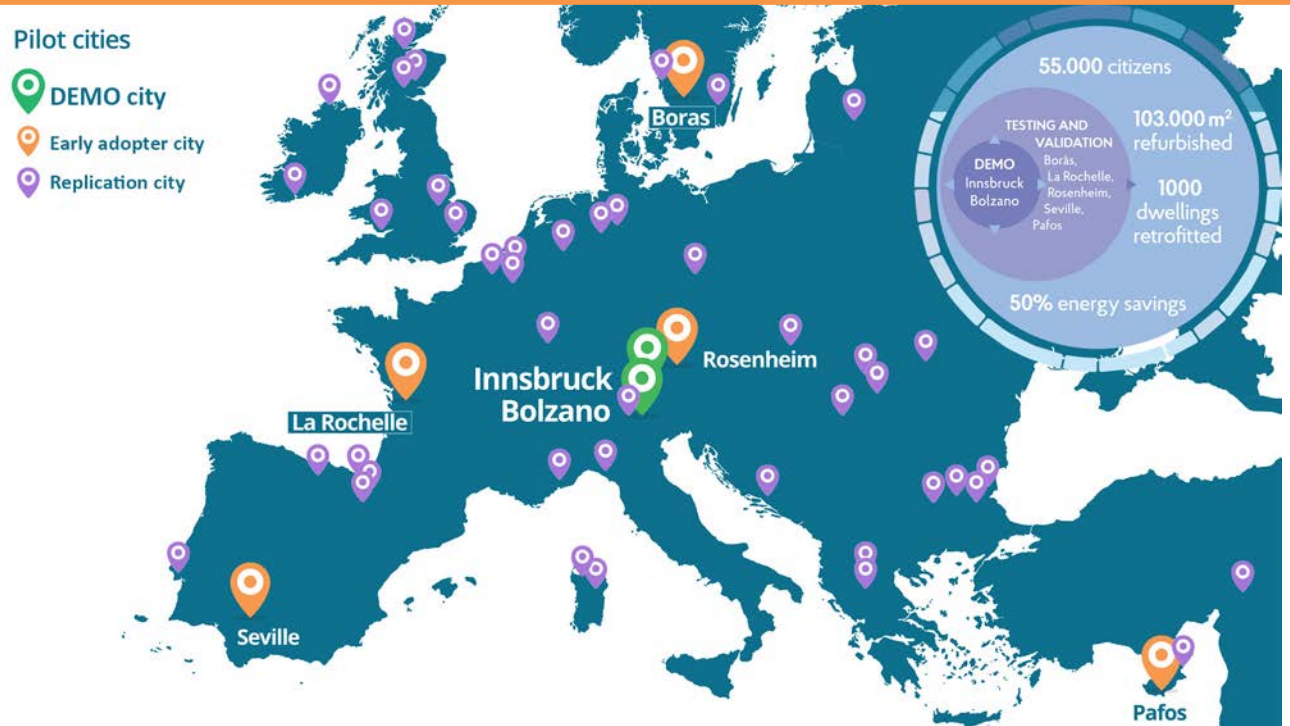 Pilot cities
DEMO city
Early adopter city
Replication city
Boras
Rosenheim
Innsbruck
Bolzano
La Rochelle
Seville
Pafos
55.000 citizens
103.000 m²
refurbished
1000
dwellings
retrofitted
50% energy savings
TESTING AND
VALIDATION
Borås,
La Rochelle,
Rosenheim,
Seville,
Pafos
DEMO
Innsbruck
Bolzano